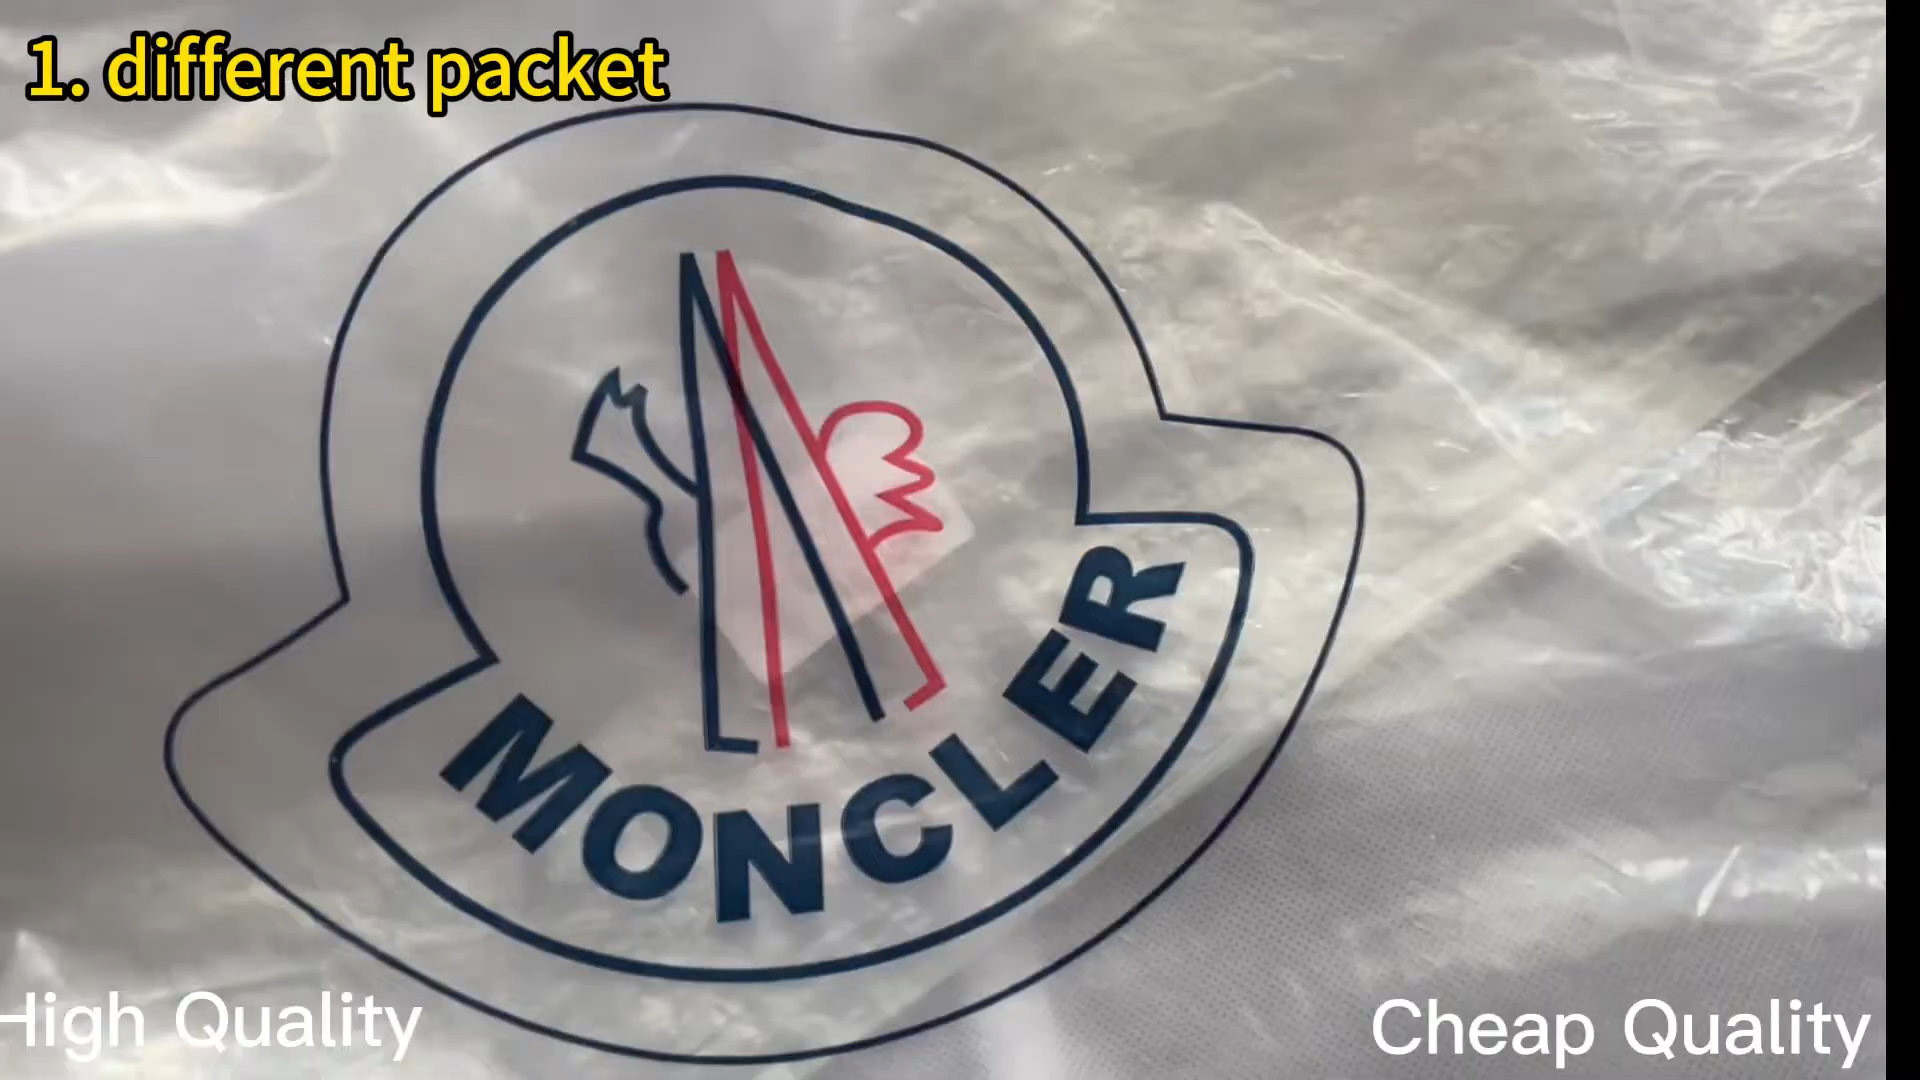 1. different packet
MONCLER
High Quality
Cheap Quality